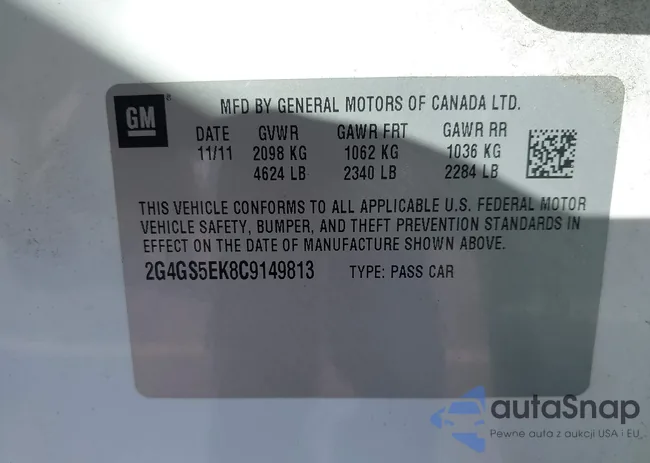 GM®
MFD BY GENERAL MOTORS OF CANADA LTD.
DATE GVWR GAWR FRT GAWR RR
11/11 2098 KG 1062 KG 1036 KG
4624 LB 2340 LB 2284 LB
THIS VEHICLE CONFORMS TO ALL APPLICABLE U.S. FEDERAL MOTOR
VEHICLE SAFETY, BUMPER, AND THEFT PREVENTION STANDARDS IN
EFFECT ON THE DATE OF MANUFACTURE SHOWN ABOVE.
2G4GS5EK8C9149813 TYPE: PASS CAR
autaSnap
Pewne auta z aukcji USA i EU